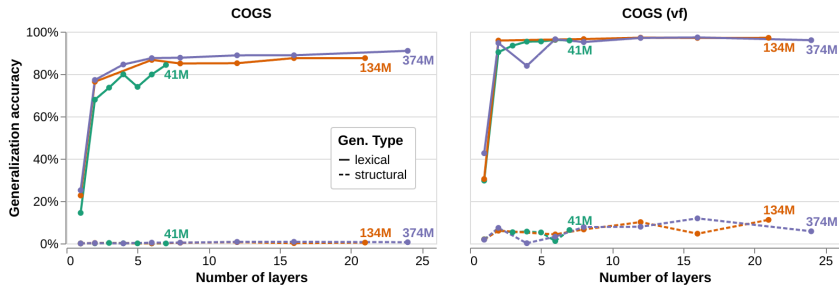 COGS
COGS (vf)
Generalization accuracy
100%
80%
60%
40%
20%
0%
41M
134M
374M
Gen. Type
lexical
structural
41M
134M
374M
0
5
10
15
20
25
Number of layers
41M
134M
374M
41M
134M
374M
0
5
10
15
20
25
Number of layers